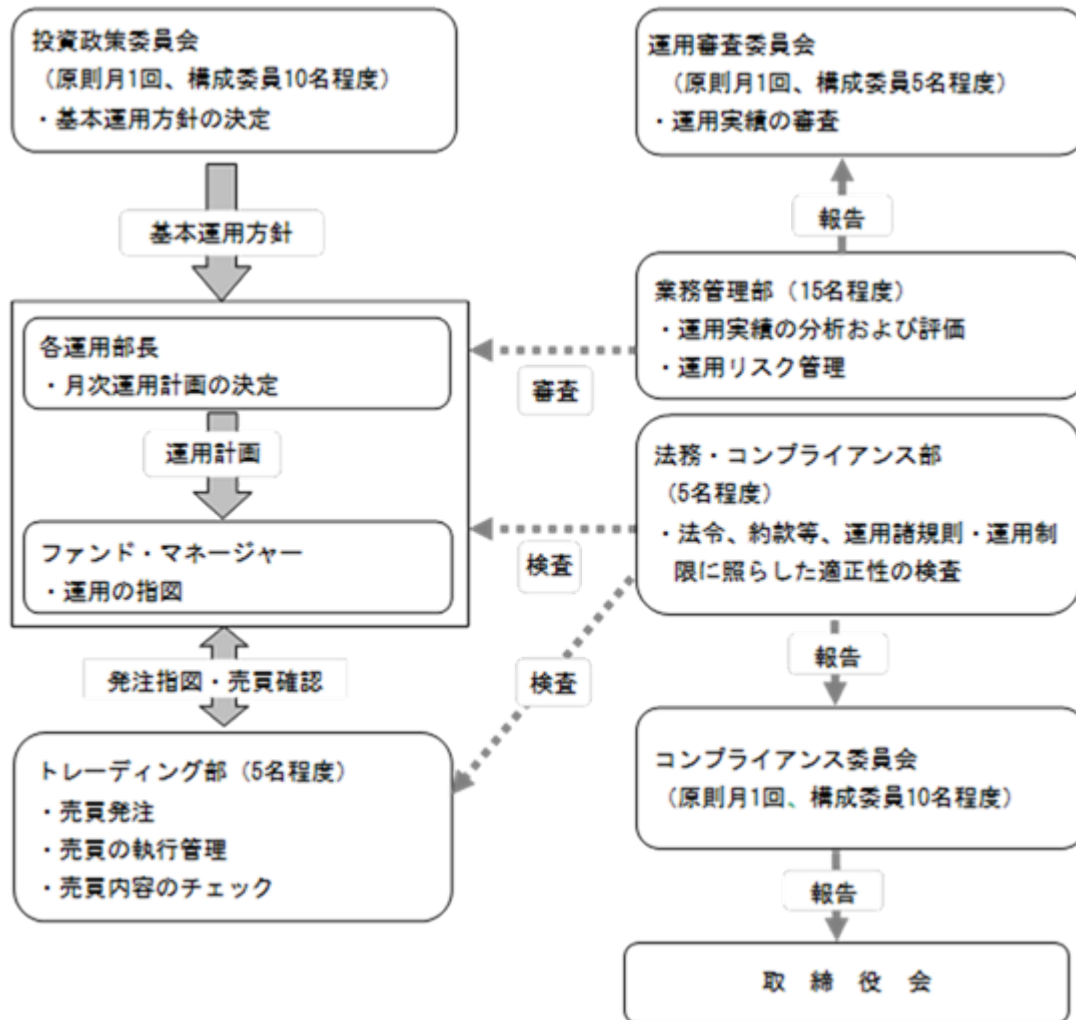 投資政策委員会
（原則月1回、構成委員10名程度）
・基本運用方針の決定
基本運用方針
各運用部長
・月次運用計画の決定
運用計画
ファンド・マネージャー
・運用の指図
発注指図・売買確認
トレーディング部（5名程度）
・売買発注
・売買の執行管理
・売買内容のチェック
運用審査委員会
（原則月1回、構成委員5名程度）
・運用実績の審査
報告
業務管理部（15名程度）
・運用実績の分析および評価
・運用リスク管理
審査
法務・コンプライアンス部
（5名程度）
・法令、約款等、運用諸規則・運用制
限に照らした適正性の検査
検査
検査
報告
コンプライアンス委員会
（原則月1回、構成委員10名程度）
報告
取　締　役　会